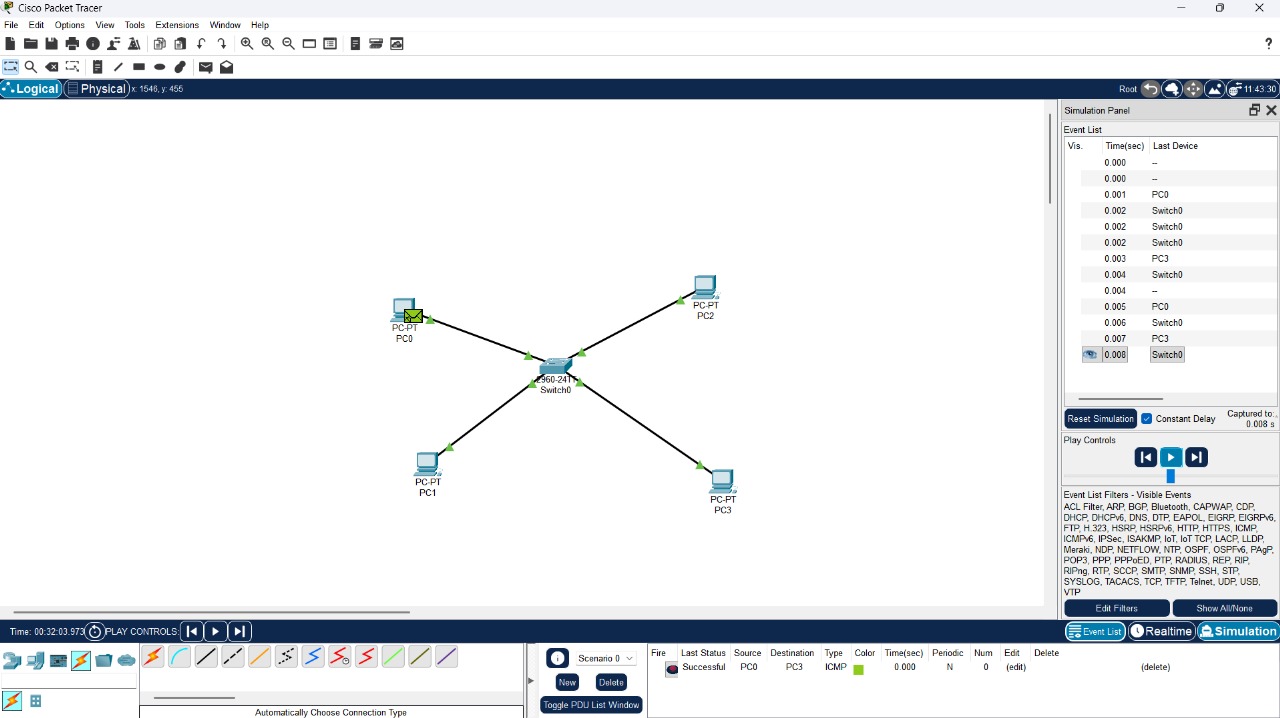 Cisco Packet Tracer
File Edit Options View Tools Extensions Window Help
?
Logical Physical x: 1546, y: 455 Root 11:43:30
Simulation Panel
Event List
Vis. Time(sec) Last Device
0.000 --
0.000 --
0.001 PC0
0.002 Switch0
0.002 Switch0
0.002 Switch0
0.003 PC3
0.004 Switch0
0.004 --
0.005 PC0
0.006 Switch0
0.007 PC3
0.008 Switch0
Reset Simulation Constant Delay Captured to:
0.008 s
Play Controls
Event List Filters - Visible Events
ACL Filter, ARP, BGP, Bluetooth, CAPWAP, CDP,
DHCP, DHCPv6, DNS, DTP, EAPOL, EIGRP, EIGRPv6,
FTP, H.323, HSRP, HSRPv6, HTTP, HTTPS, ICMP,
ICMPv6, IPSec, ISAKMP, IoT, IoT TCP, LACP, LLDP,
Meraki, NDP, NETFLOW, NTP, OSPF, OSPFv6, PAgP,
POP3, PPP, PPPoED, PTP, RADIUS, REP, RIP,
RIPng, RTP, SCCP, SMTP, SNMP, SSH, STP,
SYSLOG, TACACS, TCP, TFTP, Telnet, UDP, USB,
VTP
Edit Filters Show All/None
PC-PT
PC0
PC-PT
PC2
2960-24TT
Switch0
PC-PT
PC1
PC-PT
PC3
Time: 00:32:03.973 PLAY CONTROLS: Event List Realtime Simulation
Automatically Choose Connection Type
Scenario 0
New Delete
Toggle PDU List Window
Fire Last Status Source Destination Type Color Time(sec) Periodic Num Edit Delete
Successful PC0 PC3 ICMP 0.000 N 0 (edit) (delete)